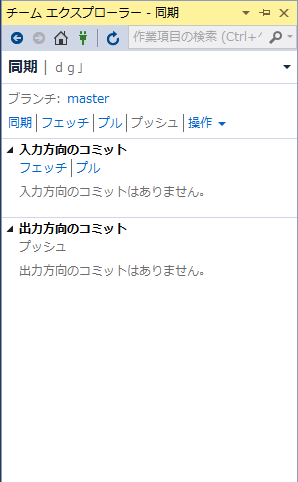 チーム エクスプローラー - 同期
作業項目の検索 (Ctrl+
同期 | ｄｇ」
ブランチ: master
同期 | フェッチ | プル | プッシュ | 操作
入力方向のコミット
フェッチ | プル
入力方向のコミットはありません。
出力方向のコミット
プッシュ
出力方向のコミットはありません。